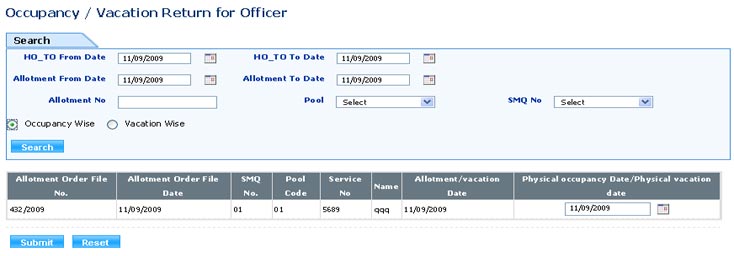 Occupancy / Vacation Return for Officer
Search
HO_TO From Date 11/09/2009 HO_TO To Date 11/09/2009
Allotment From Date 11/09/2009 Allotment To Date 11/09/2009
Allotment No Pool Select SMQ No Select
Occupancy Wise Vacation Wise
Search
Allotment Order File No. Allotment Order File Date SMQ No. Pool Code Service No Name Allotment/vacation Date Physical occupancy Date/Physical vacation date
432/2009 11/09/2009 01 01 5689 qqq 11/09/2009 11/09/2009
Submit Reset